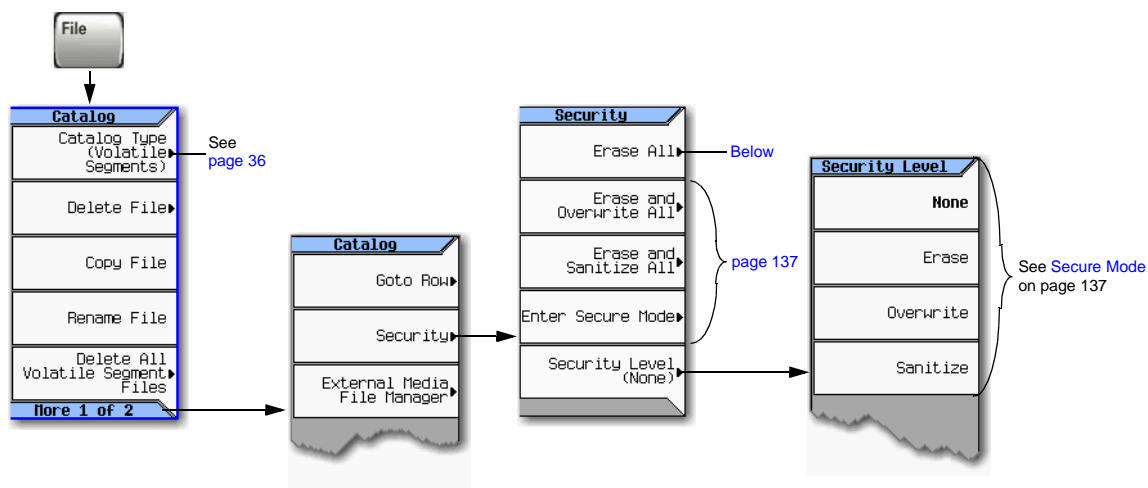 File
Catalog
Catalog Type
(Volatile
Segments)
See
page 36
Delete File
Copy File
Rename File
Delete All
Volatile Segment
Files
More 1 of 2
Catalog
Goto Row
Security
External Media
File Manager
Security
Erase All
Below
Erase and
Overwrite All
Erase and
Sanitize All
page 137
Enter Secure Mode
Security Level
(None)
Security Level
None
Erase
Overwrite
Sanitize
See Secure Mode
on page 137